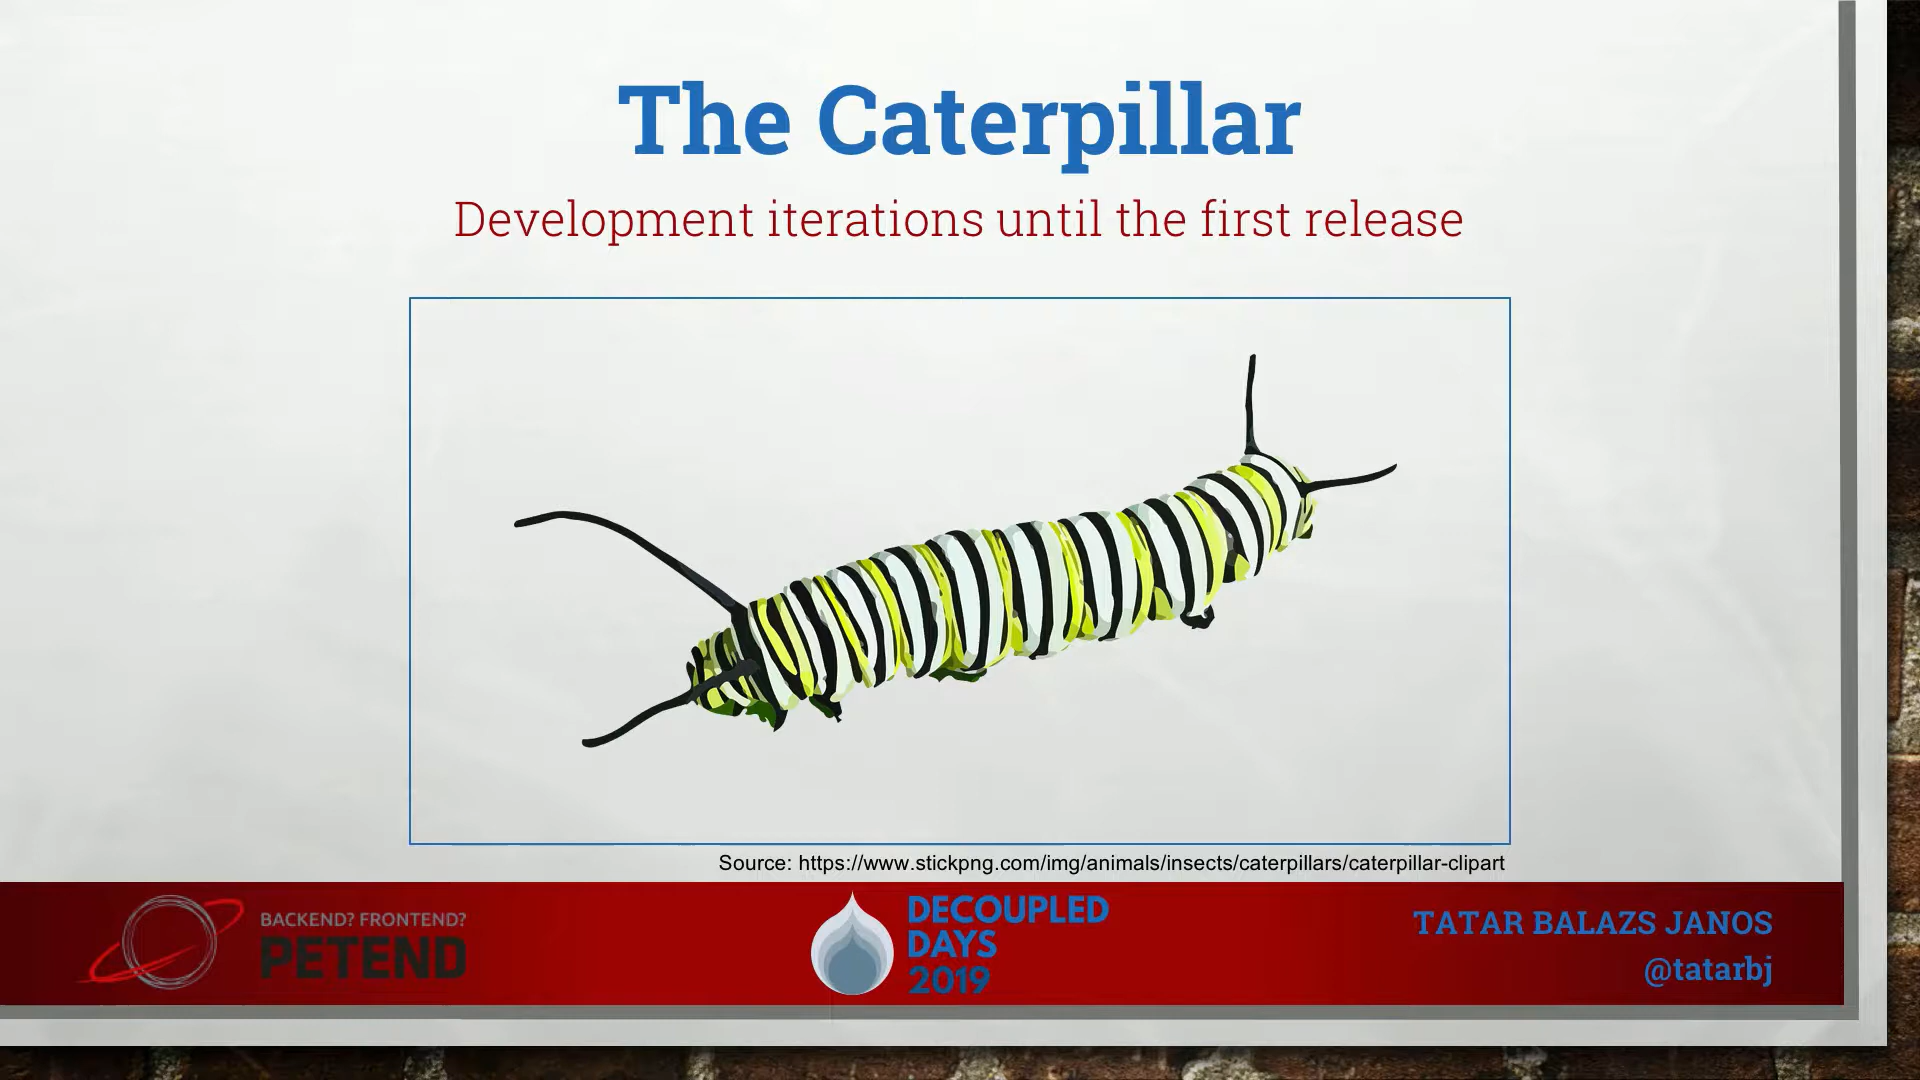 The Caterpillar
Development iterations until the first release
Source: https://www.stickpng.com/img/animals/insects/caterpillars/caterpillar-clipart
BACKEND? FRONTEND?
PETEND
DECOUPLED
DAYS
2019
TATAR BALAZS JANOS
@tatarbj